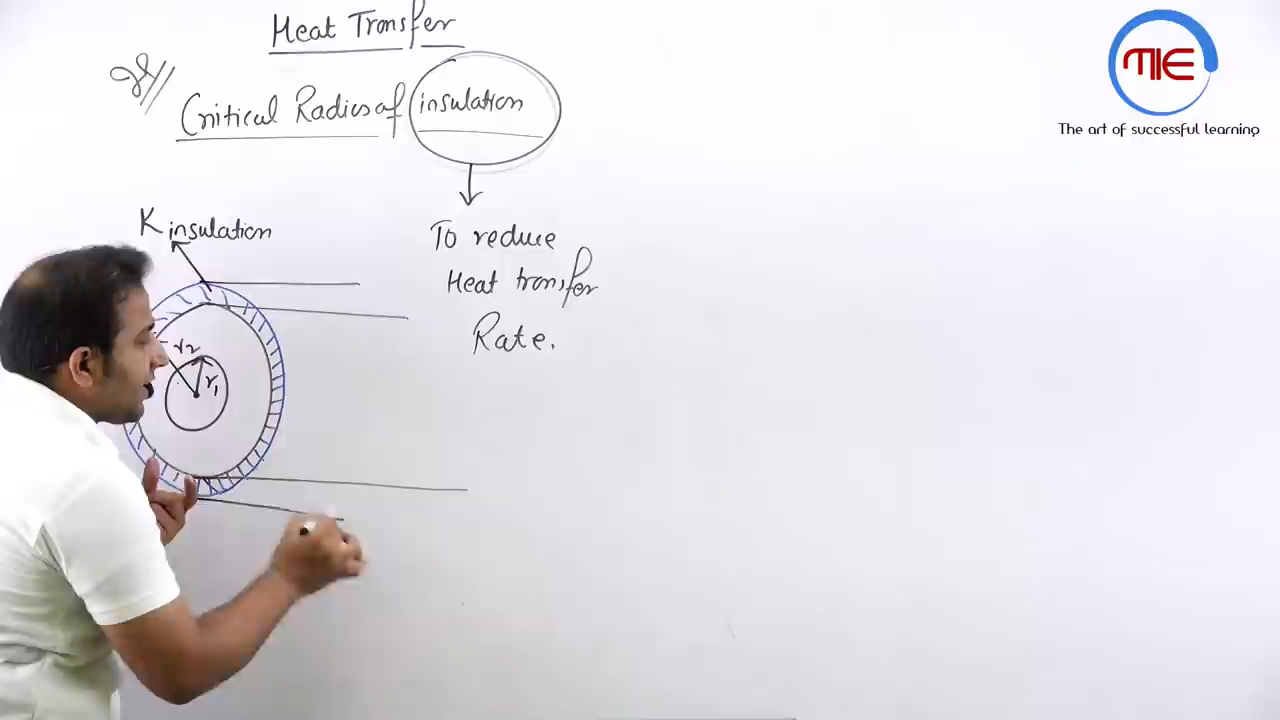 Heat Transfer
Critical Radius of insulation
K insulation
To reduce
Heat transfer
Rate.
r2
r1
MIE
The art of successful learning